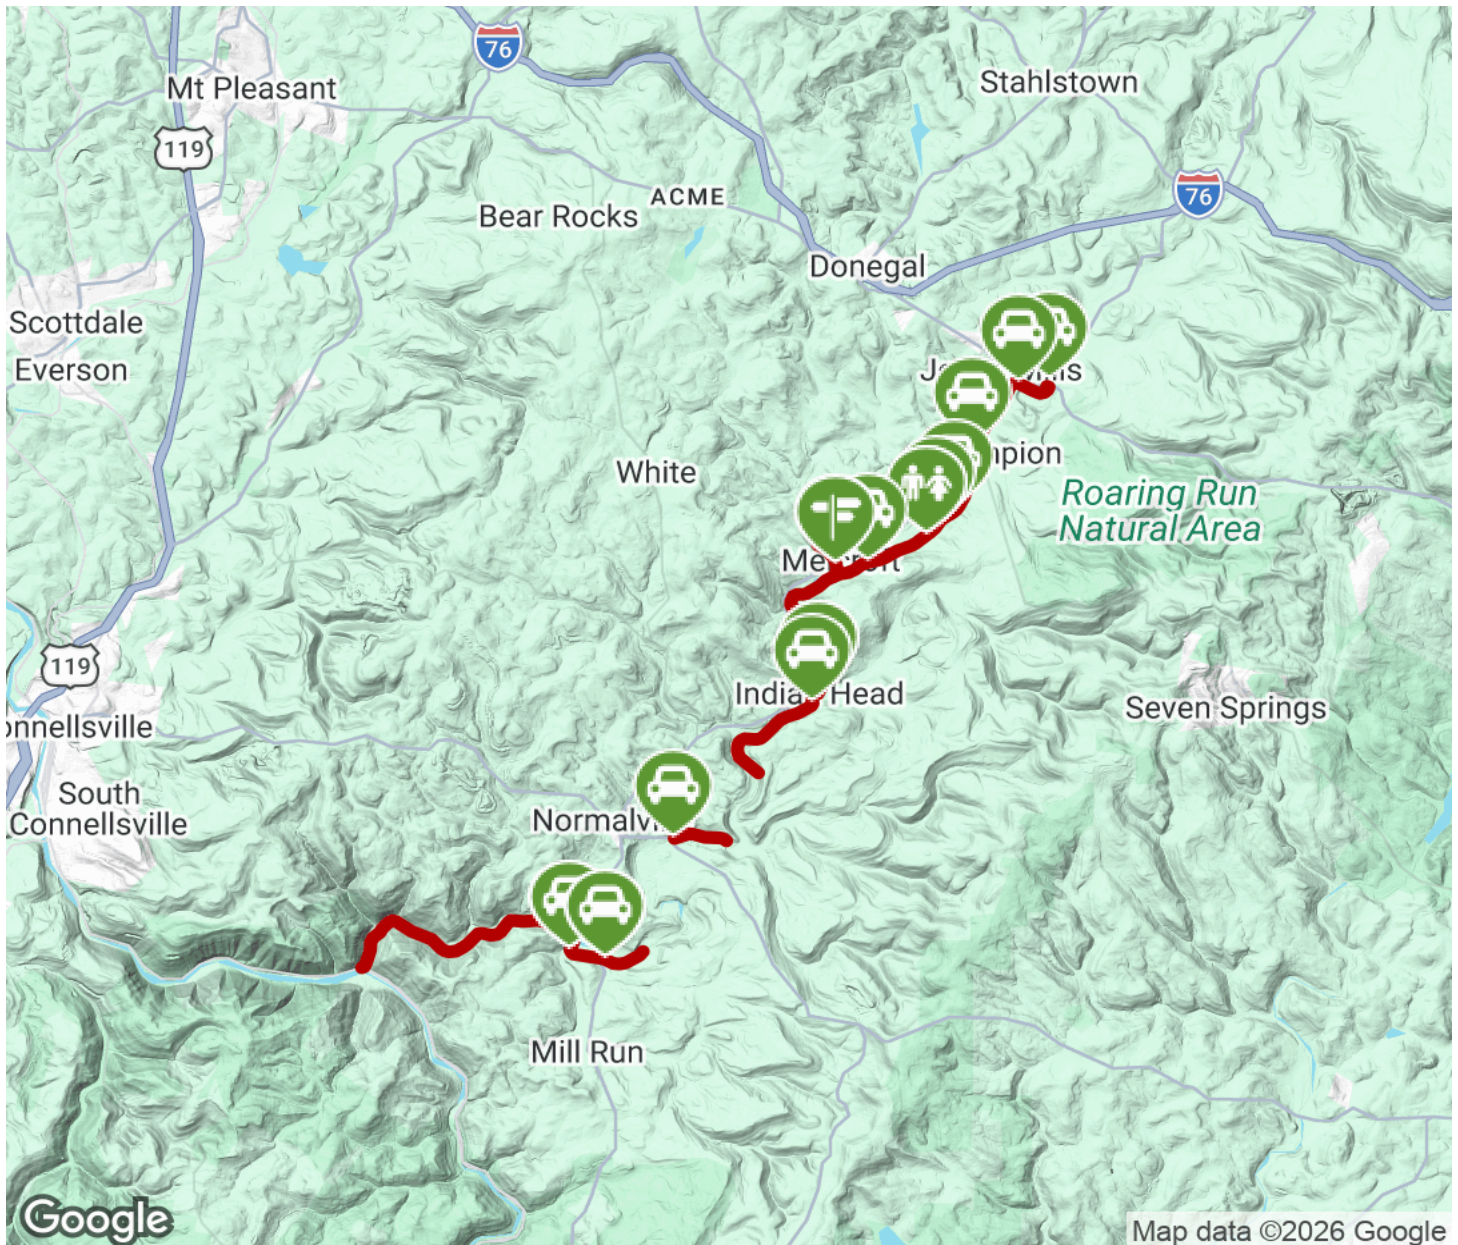 76
Mt Pleasant
Stahlstown
119
76
ACME
Bear Rocks
Donegal
Scottdale
Everson
White
Roaring Run
Natural Area
119
Indian Head
Seven Springs
South
Connellsville
Mill Run
Google
Map data ©2026 Google